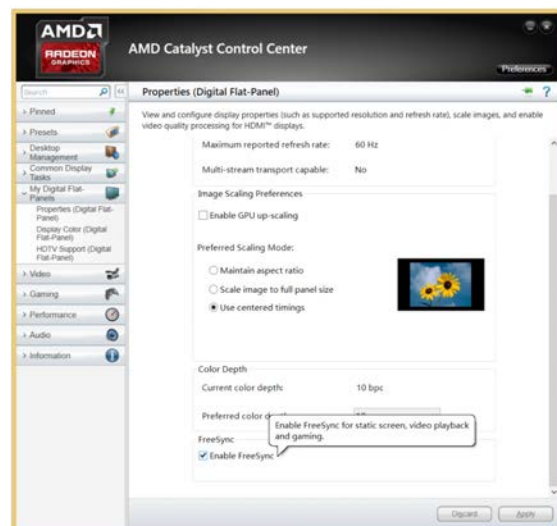 AMD
RADEON
GRAPHICS
AMD Catalyst Control Center
Preferences
Search
Properties (Digital Flat-Panel)
?
Pinned
Presets
Desktop
Management
Common Display
Tasks
My Digital Flat-
Panels
Properties (Digital Flat-
Panel)
Display Color (Digital
Flat-Panel)
HDTV Support (Digital
Flat-Panel)
Video
Gaming
Performance
Audio
Information
View and configure display properties (such as supported resolution and refresh rate), scale images, and enable
video quality processing for HDMI™ displays.
Maximum reported refresh rate: 60 Hz
Multi-stream transport capable: No
Image Scaling Preferences
Enable GPU up-scaling
Preferred Scaling Mode:
Maintain aspect ratio
Scale image to full panel size
Use centered timings
Color Depth
Current color depth: 10 bpc
Preferred color
Enable FreeSync for static screen, video playback
and gaming.
FreeSync
Enable FreeSync
Discard Apply